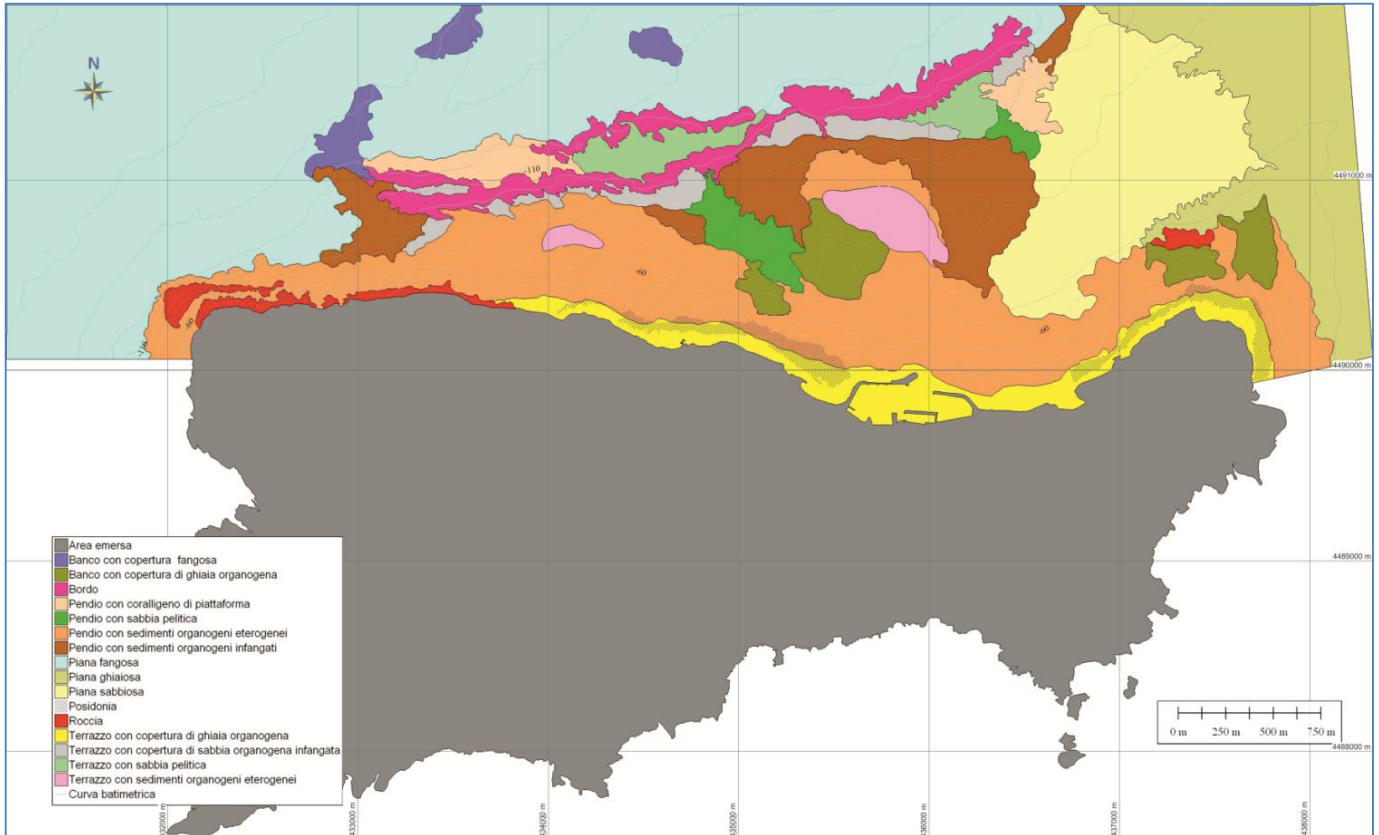 N
-110
4491000 m
-60
-60
-60
-110
4490000 m
4489000 m
Area emersa
Banco con copertura fangosa
Banco con copertura di ghiaia organogena
Bordo
Pendio con coralligeno di piattaforma
Pendio con sabbia pelitica
Pendio con sedimenti organogeni eterogenei
Pendio con sedimenti organogeni infangati
Piana fangosa
Piana ghiaiosa
Piana sabbiosa
Posidonia
Roccia
Terrazzo con copertura di ghiaia organogena
Terrazzo con copertura di sabbia organogena infangata
Terrazzo con sabbia pelitica
Terrazzo con sedimenti organogeni eterogenei
Curva batimetrica
0 m 250 m 500 m 750 m
4488000 m
432000 m
433000 m
434000 m
435000 m
436000 m
437000 m
438000 m